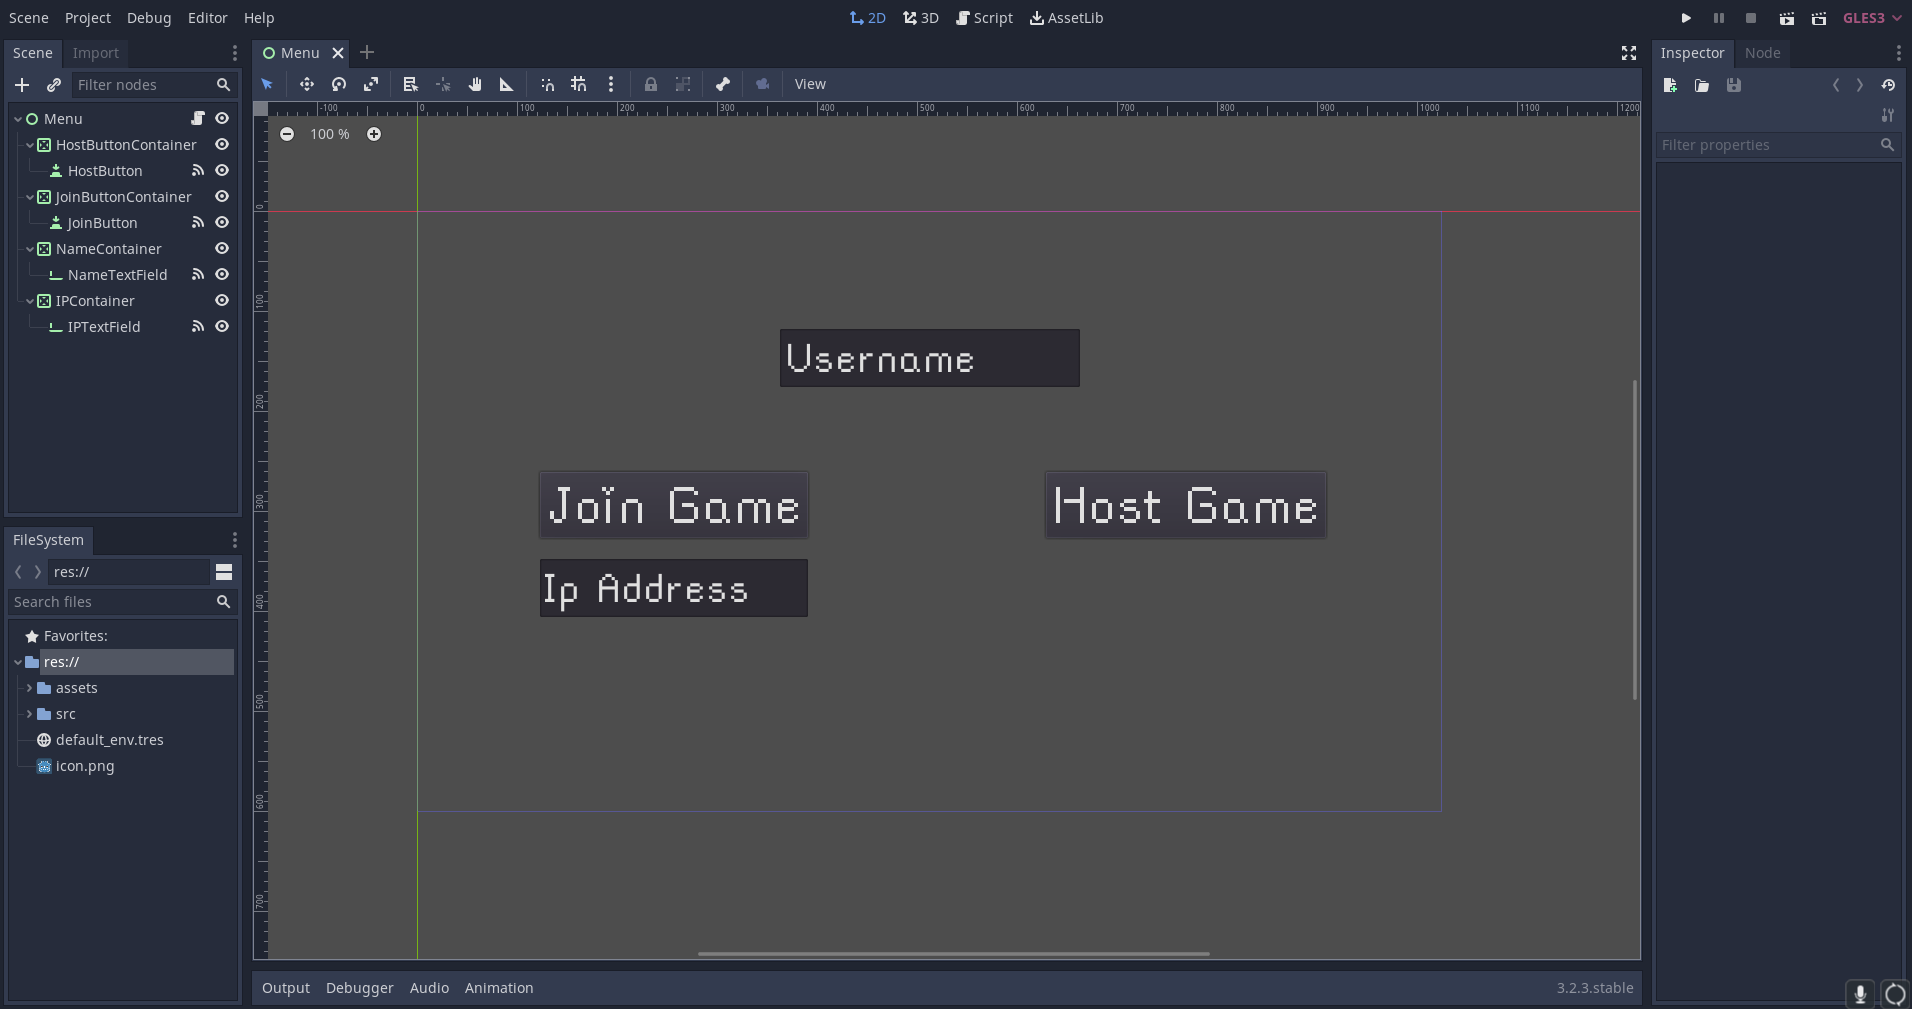 Scene Project Debug Editor Help
2D 3D Script AssetLib
GLES3
Scene Import
Filter nodes
Menu
HostButtonContainer
HostButton
JoinButtonContainer
JoinButton
NameContainer
NameTextField
IPContainer
IPTextField
FileSystem
res://
Search files
Favorites:
res://
assets
src
default_env.tres
icon.png
Menu
View
-100 0 100 200 300 400 500 600 700 800 900 1000 1100 1200
100 %
0
100
200
300
400
500
600
700
Username
Join Game Host Game
Ip Address
Output Debugger Audio Animation
3.2.3.stable
Inspector Node
Filter properties